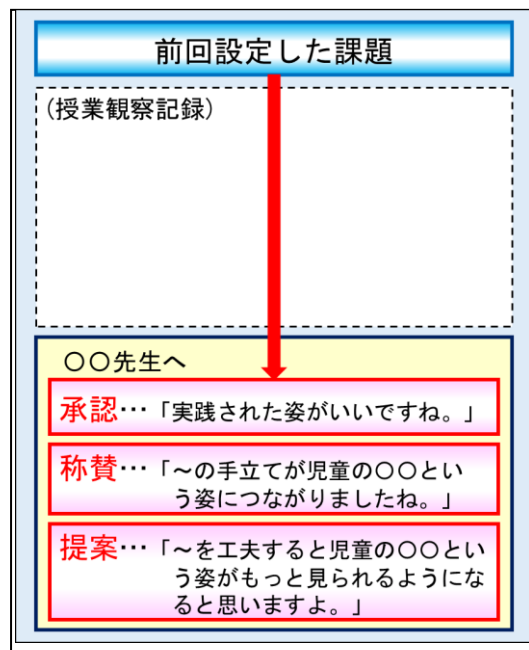 前回設定した課題
(授業観察記録)
〇〇先生へ
承認…「実践された姿がいいですね。」
称賛…「～の手立てが児童の〇〇とい
う姿につながりましたね。」
提案…「～を工夫すると児童の〇〇とい
う姿がもっと見られるようにな
ると思いますよ。」